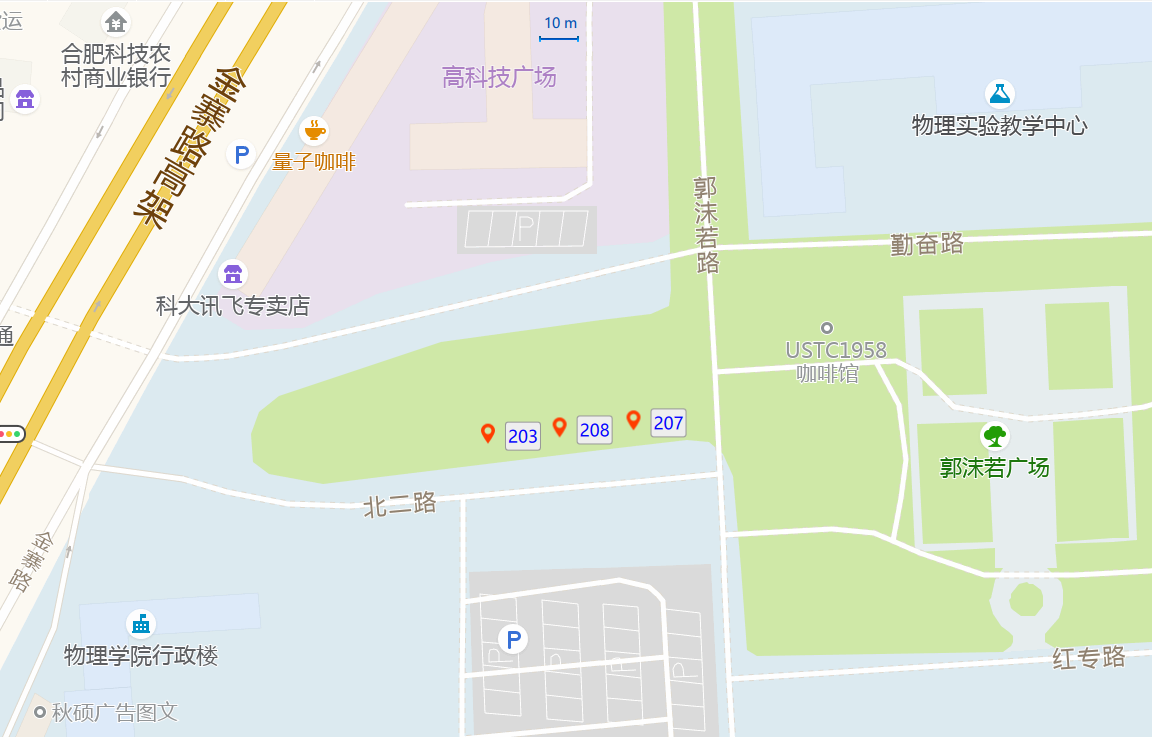 运
10 m
合肥科技农
村商业银行
高科技广场
金寨路高架
P
量子咖啡
物理实验教学中心
郭沫若路
勤奋路
P
科大讯飞专卖店
通
USTC1958
咖啡馆
203
208
207
郭沫若广场
北二路
金寨路
P
P
P
P
P
物理学院行政楼
红专路
秋硕广告图文